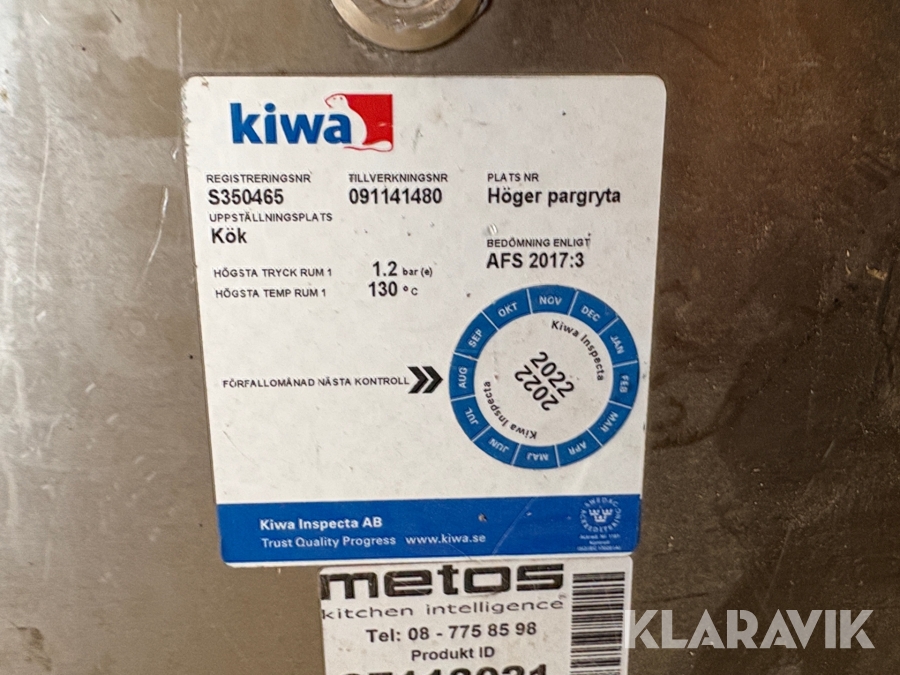 kiwa
REGISTRERINGSNR TILLVERKNINGSNR PLATS NR
S350465 091141480 Höger pargryta
UPPSTÄLLNINGSPLATS
Kök
BEDÖMNING ENLIGT
AFS 2017:3
HÖGSTA TRYCK RUM 1 1.2 bar (e)
HÖGSTA TEMP RUM 1 130 °C
FÖRFALLOMÅNAD NÄSTA KONTROLL
JAN FEB MAR APR MAJ JUN JUL AUG SEP OKT NOV DEC
Kiwa Inspecta
2022
2022
Kiwa Inspecta
Kiwa Inspecta AB
Trust Quality Progress www.kiwa.se
SWEDAC
ACKREDITERING
metos
kitchen intelligence
Tel: 08 - 775 85 98
Produkt ID
KLARAVIK